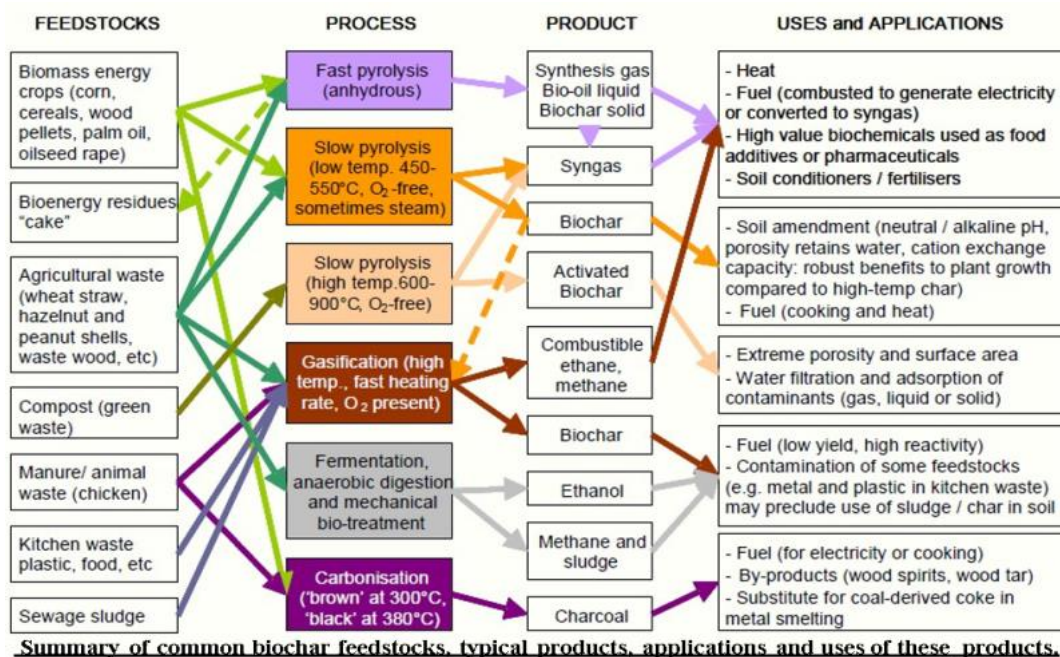 FEEDSTOCKS
PROCESS
PRODUCT
USES and APPLICATIONS
Biomass energy
crops (corn,
cereals, wood
pellets, palm oil,
oilseed rape)
Bioenergy residues
“cake”
Agricultural waste
(wheat straw,
hazelnut and
peanut shells,
waste wood, etc)
Compost (green
waste)
Manure/ animal
waste (chicken)
Kitchen waste
plastic, food, etc
Sewage sludge
Fast pyrolysis
(anhydrous)
Slow pyrolysis
(low temp. 450-
550°C, O₂-free,
sometimes steam)
Slow pyrolysis
(high temp.600-
900°C, O₂-free)
Gasification (high
temp., fast heating
rate, O₂ present)
Fermentation,
anaerobic digestion
and mechanical
bio-treatment
Carbonisation
(‘brown’ at 300°C,
‘black’ at 380°C)
Synthesis gas
Bio-oil liquid
Biochar solid
Syngas
Biochar
Activated
Biochar
Combustible
ethane,
methane
Biochar
Ethanol
Methane and
sludge
Charcoal
- Heat
- Fuel (combusted to generate electricity
or converted to syngas)
- High value biochemicals used as food
additives or pharmaceuticals
- Soil conditioners / fertilisers
- Soil amendment (neutral / alkaline pH,
porosity retains water, cation exchange
capacity: robust benefits to plant growth
compared to high-temp char)
- Fuel (cooking and heat)
- Extreme porosity and surface area
- Water filtration and adsorption of
contaminants (gas, liquid or solid)
- Fuel (low yield, high reactivity)
- Contamination of some feedstocks
(e.g. metal and plastic in kitchen waste)
may preclude use of sludge / char in soil
- Fuel (for electricity or cooking)
- By-products (wood spirits, wood tar)
- Substitute for coal-derived coke in
metal smelting
Summary of common biochar feedstocks, typical products, applications and uses of these products.